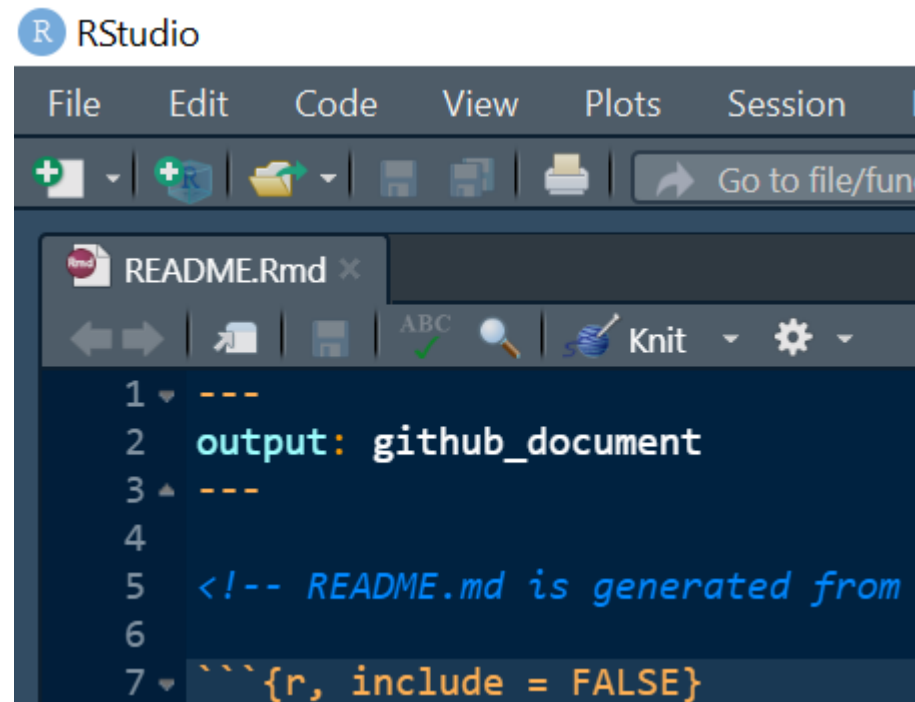 R RStudio
File Edit Code View Plots Session
R Go to file/fun
Rmd README.Rmd ×
ABC Knit
1 ---
2 output: github_document
3 ---
4
5 <!-- README.md is generated from
6
7 ```{r, include = FALSE}